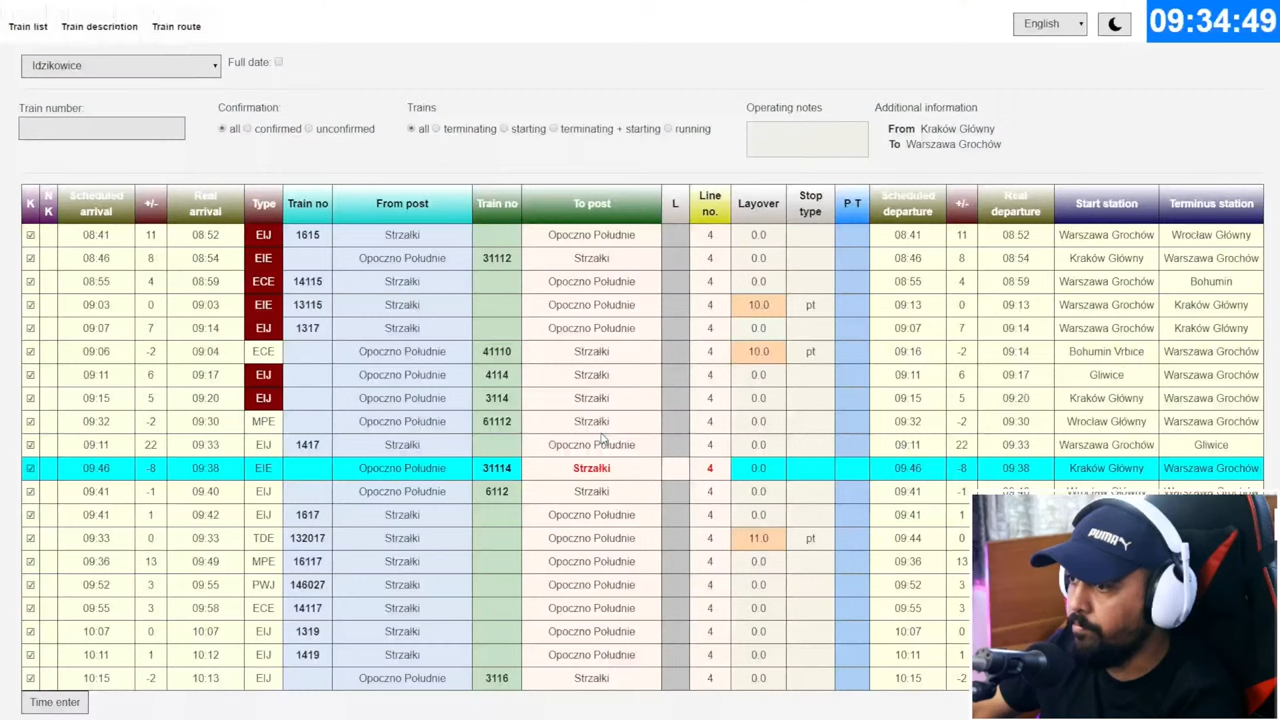 Train list Train description Train route English 09:34:49
Idzikowice Full date:
Train number: Confirmation: Trains Operating notes Additional information
all confirmed unconfirmed all terminating starting terminating + starting running From Kraków Główny
To Warszawa Grochów
K N K Scheduled arrival +/- Real arrival Type Train no From post Train no To post L Line no. Layover Stop type P T Scheduled departure +/- Real departure Start station Terminus station
08:41 11 08:52 EIJ 1615 Strzałki Opoczno Południe 4 0.0 08:41 11 08:52 Warszawa Grochów Wrocław Główny
08:46 8 08:54 EIE Opoczno Południe 31112 Strzałki 4 0.0 08:46 8 08:54 Kraków Główny Warszawa Grochów
08:55 4 08:59 ECE 14115 Strzałki Opoczno Południe 4 0.0 08:55 4 08:59 Warszawa Grochów Bohumin
09:03 0 09:03 EIE 13115 Strzałki Opoczno Południe 4 10.0 pt 09:13 0 09:13 Warszawa Grochów Kraków Główny
09:07 7 09:14 EIJ 1317 Strzałki Opoczno Południe 4 0.0 09:07 7 09:14 Warszawa Grochów Kraków Główny
09:06 -2 09:04 ECE Opoczno Południe 41110 Strzałki 4 10.0 pt 09:16 -2 09:14 Bohumin Vrbice Warszawa Grochów
09:11 6 09:17 EIJ Opoczno Południe 4114 Strzałki 4 0.0 09:11 6 09:17 Gliwice Warszawa Grochów
09:15 5 09:20 EIJ Opoczno Południe 3114 Strzałki 4 0.0 09:15 5 09:20 Kraków Główny Warszawa Grochów
09:32 -2 09:30 MPE Opoczno Południe 61112 Strzałki 4 0.0 09:32 -2 09:30 Wrocław Główny Warszawa Grochów
09:11 22 09:33 EIJ 1417 Strzałki Opoczno Południe 4 0.0 09:11 22 09:33 Warszawa Grochów Gliwice
09:46 -8 09:38 EIE Opoczno Południe 31114 Strzałki 4 0.0 09:46 -8 09:38 Kraków Główny Warszawa Grochów
09:41 -1 09:40 EIJ Opoczno Południe 6112 Strzałki 4 0.0 09:41 -1
09:41 1 09:42 EIJ 1617 Strzałki Opoczno Południe 4 0.0 09:41 1
09:33 0 09:33 TDE 132017 Strzałki Opoczno Południe 4 11.0 pt 09:44 0
09:36 13 09:49 MPE 16117 Strzałki Opoczno Południe 4 0.0 09:36 13
09:52 3 09:55 PWJ 146027 Strzałki Opoczno Południe 4 0.0 09:52 3
09:55 3 09:58 ECE 14117 Strzałki Opoczno Południe 4 0.0 09:55 3
10:07 0 10:07 EIJ 1319 Strzałki Opoczno Południe 4 0.0 10:07 0
10:11 1 10:12 EIJ 1419 Strzałki Opoczno Południe 4 0.0 10:11 1
10:15 -2 10:13 EIJ Opoczno Południe 3116 Strzałki 4 0.0 10:15 -2
Time enter
PUMA